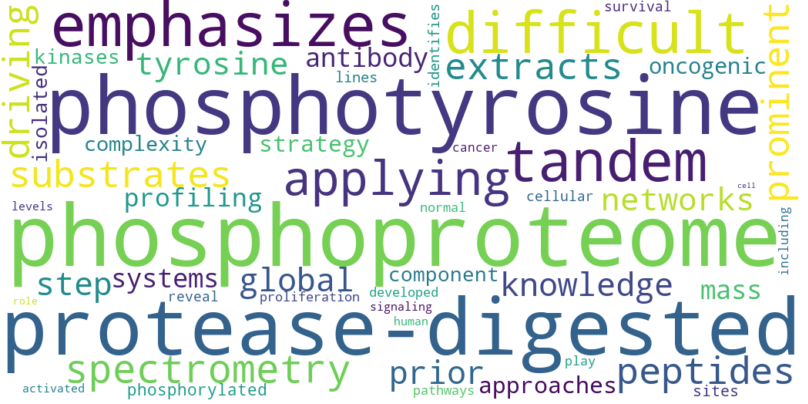 survival
emphasizes
difficult
driving
identifies
prominent
kinases
tyrosine
antibody
extracts
oncogenic
isolated
lines
phosphotyrosine
complexity
strategy
cancer
tandem
substrates
applying
profiling
cellular
networks
cell
levels
normal
phosphoproteome
including
step
systems
global
component
knowledge
mass
role
reveal
proliferation
developed
signaling
human
protease-digested
spectrometry
prior
play
peptides
activated
phosphorylated
pathways
approaches
sites